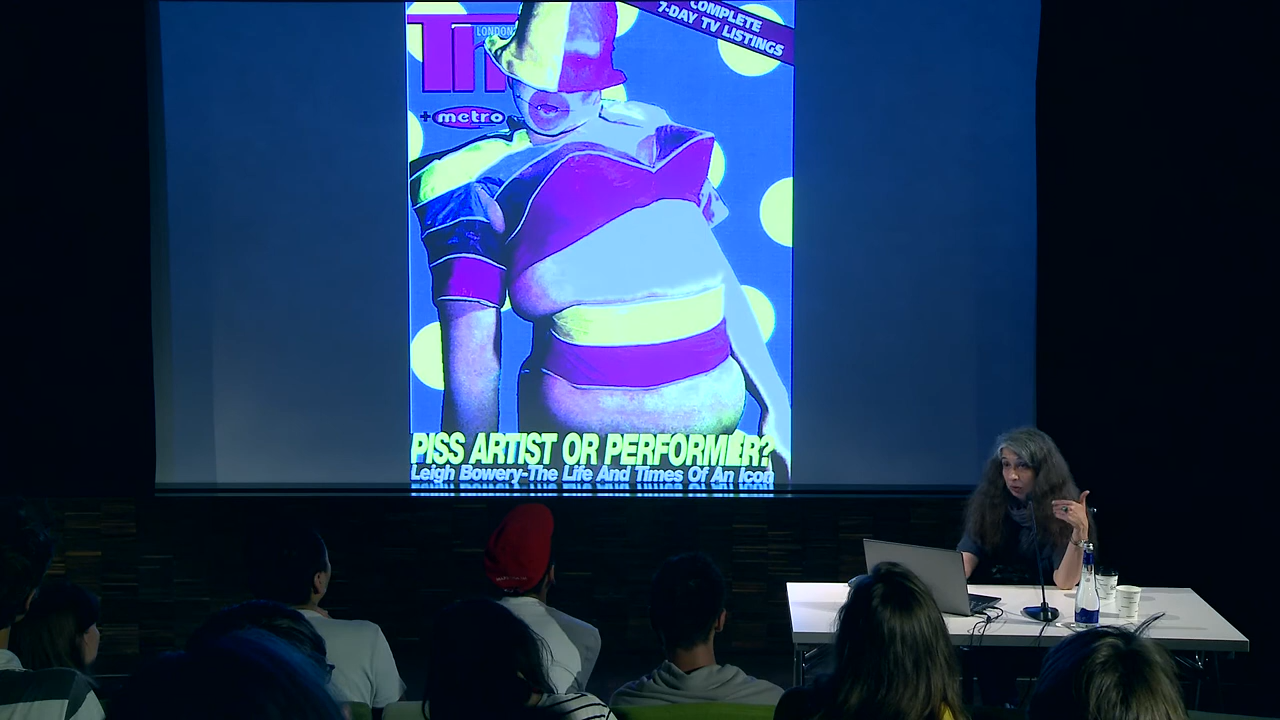 COMPLETE
7-DAY TV LISTINGS
LONDON
+metro
PISS ARTIST OR PERFORMER?
Leigh Bowery-The Life And Times Of An Icon